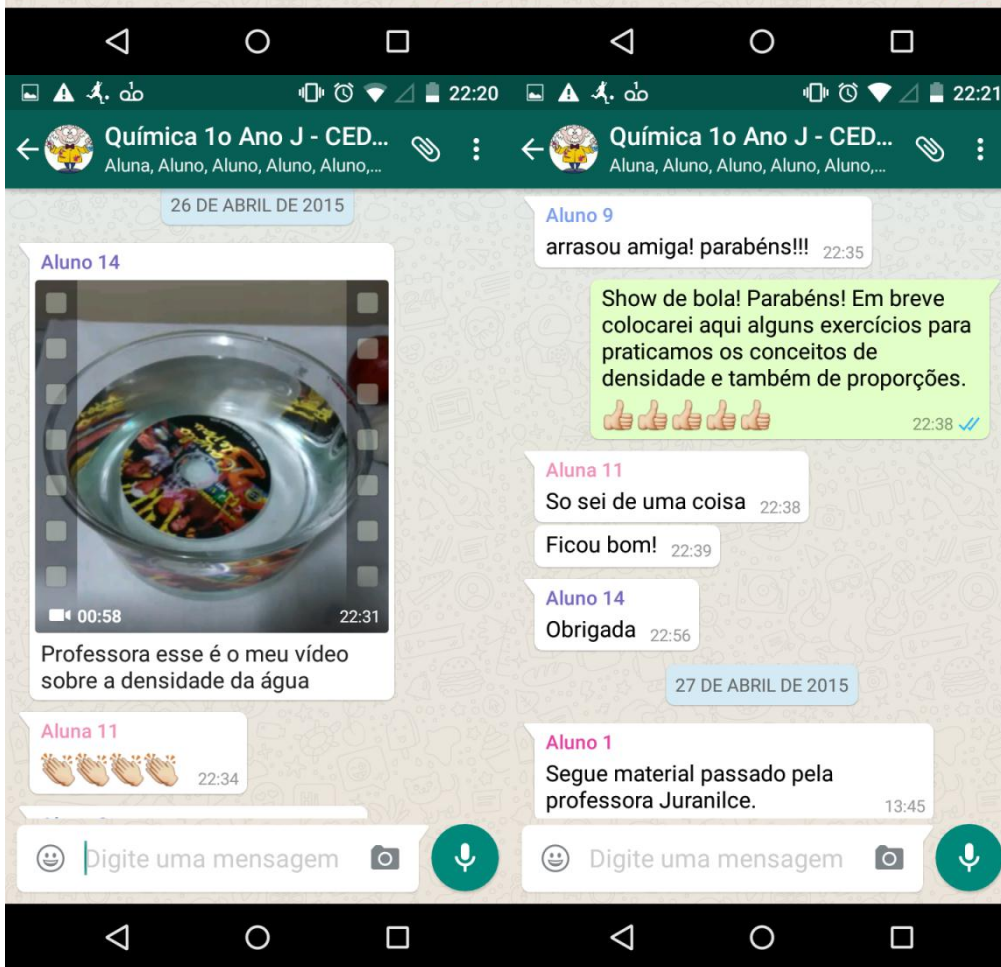 22:20
Química 1o Ano J - CED...
Aluna, Aluno, Aluno, Aluno, Aluno,...
26 DE ABRIL DE 2015
Aluno 14
00:58
22:31
Professora esse é o meu vídeo
sobre a densidade da água
Aluna 11
👏👏👏👏 22:34
Digite uma mensagem
22:21
Química 1o Ano J - CED...
Aluna, Aluno, Aluno, Aluno, Aluno,...
Aluno 9
arrasou amiga! parabéns!!! 22:35
Show de bola! Parabéns! Em breve
colocarei aqui alguns exercícios para
praticamos os conceitos de
densidade e também de proporções.
👍👍👍👍👍 22:38
Aluna 11
So sei de uma coisa 22:38
Ficou bom! 22:39
Aluno 14
Obrigada 22:56
27 DE ABRIL DE 2015
Aluno 1
Segue material passado pela
professora Juranilce. 13:45
Digite uma mensagem